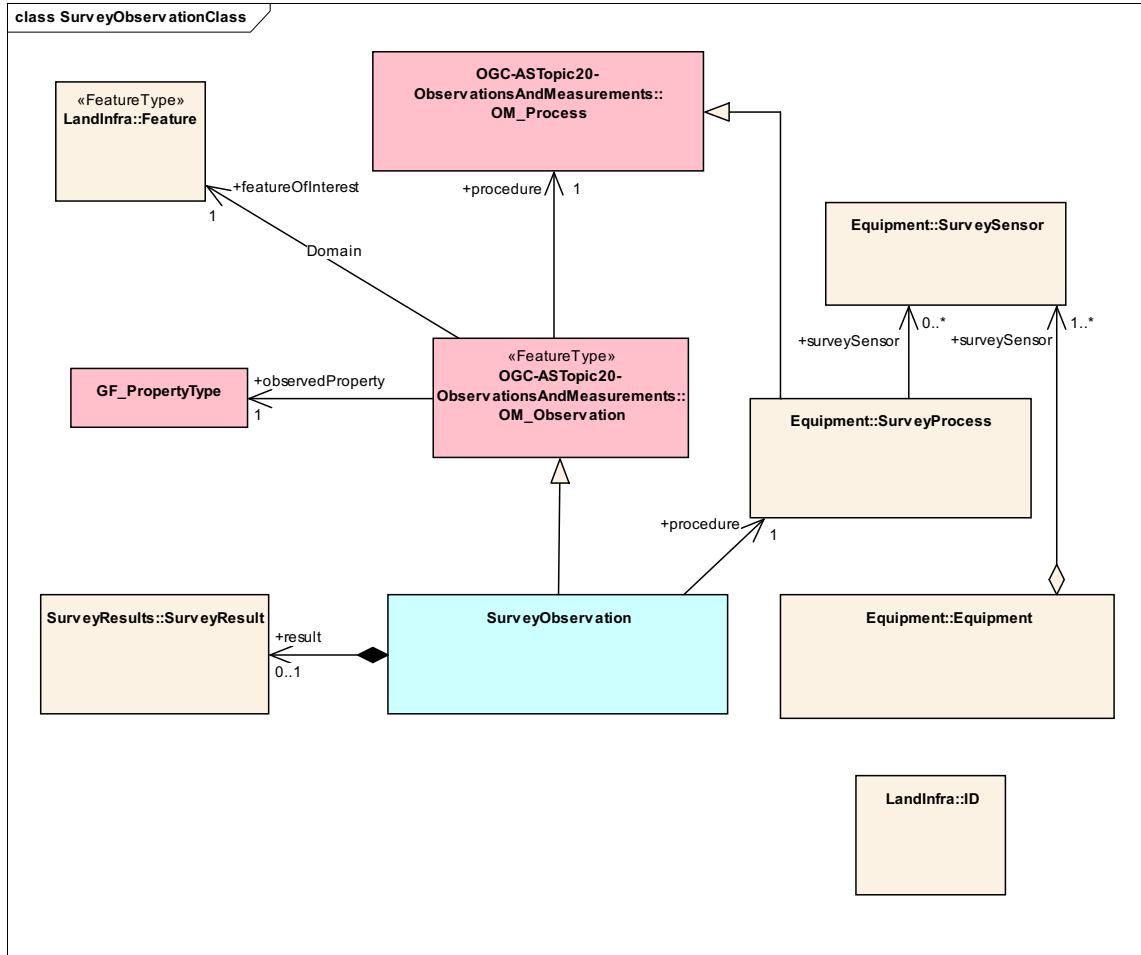 class SurveyObservationClass
OGC-ASTopic20-
ObservationsAndMeasurements::
OM_Process
«FeatureType»
LandInfra::Feature
+featureOfInterest
1
+procedure
1
Domain
Equipment::SurveySensor
0..*
+surveySensor
1..*
+surveySensor
«FeatureType»
OGC-ASTopic20-
ObservationsAndMeasurements::
OM_Observation
GF_PropertyType
+observedProperty
1
Equipment::SurveyProcess
+procedure
1
SurveyResults::SurveyResult
+result
0..1
SurveyObservation
Equipment::Equipment
LandInfra::ID